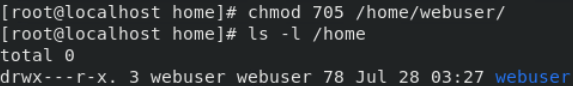 [root@localhost home]# chmod 705 /home/webuser/
[root@localhost home]# ls -l /home
total 0
drwx---r-x. 3 webuser webuser 78 Jul 28 03:27 webuser